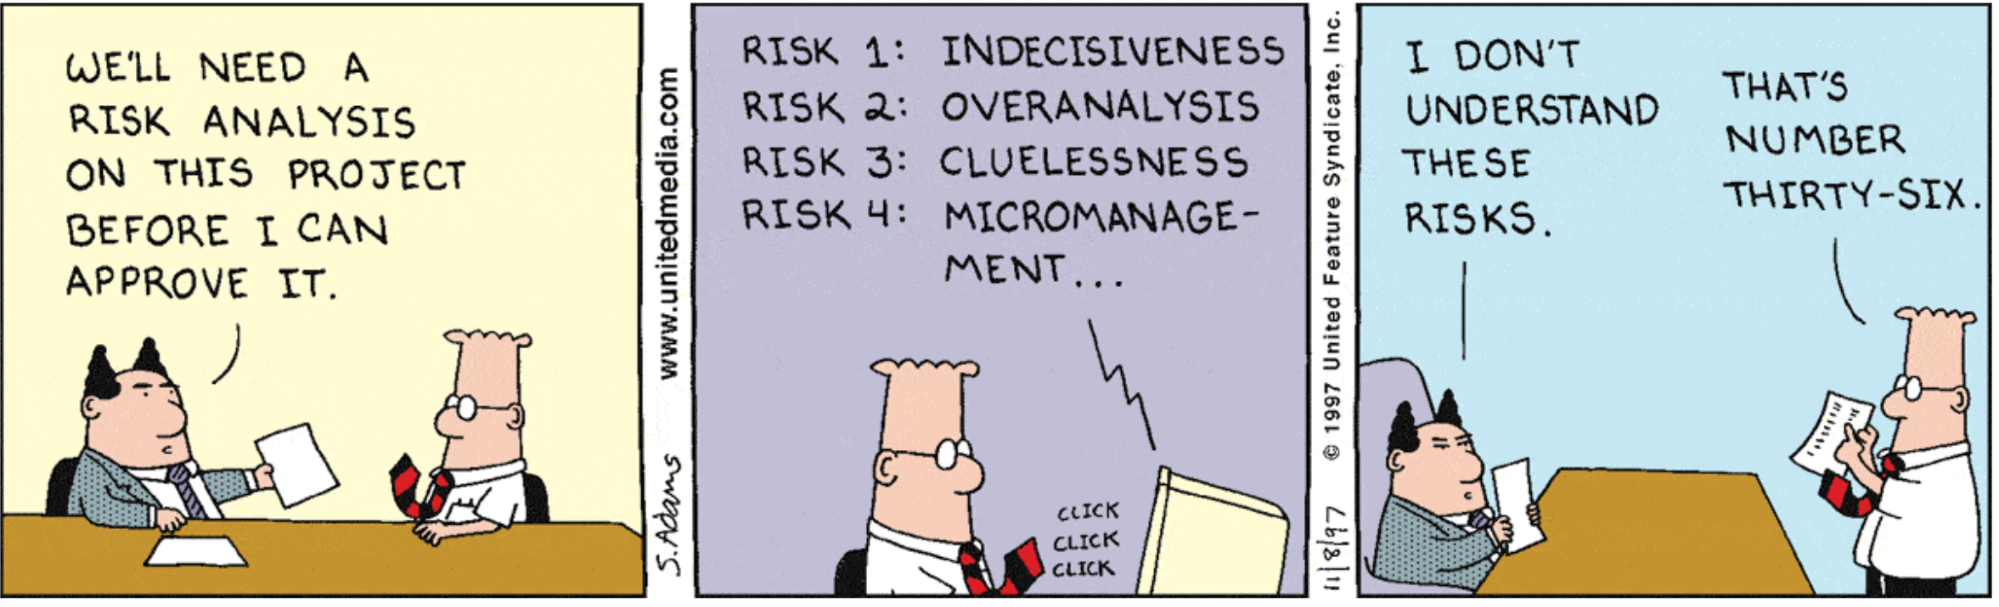 WE'LL NEED A
RISK ANALYSIS
ON THIS PROJECT
BEFORE I CAN
APPROVE IT.
S. Adams
www.unitedmedia.com
RISK 1: INDECISIVENESS
RISK 2: OVERANALYSIS
RISK 3: CLUELESSNESS
RISK 4: MICROMANAGE-
MENT...
CLICK
CLICK
CLICK
11/8/97 © 1997 United Feature Syndicate, Inc.
I DON'T
UNDERSTAND
THESE
RISKS.
THAT'S
NUMBER
THIRTY-SIX.